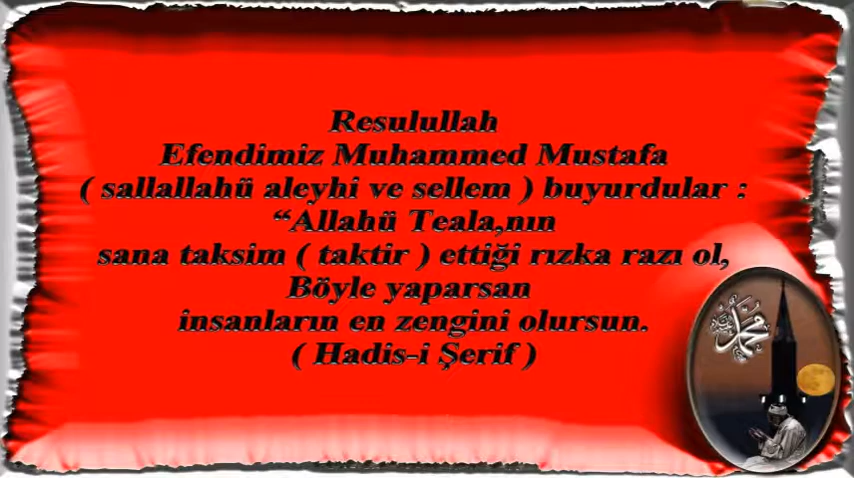 Resulullah
Efendimiz Muhammed Mustafa
( sallallahü aleyhi ve sellem ) buyurdular :
“Allahü Teala,nın
sana taksim ( taktir ) ettiği rızka razı ol,
Böyle yaparsan
insanların en zengini olursun.
( Hadis-i Şerif )
محمد